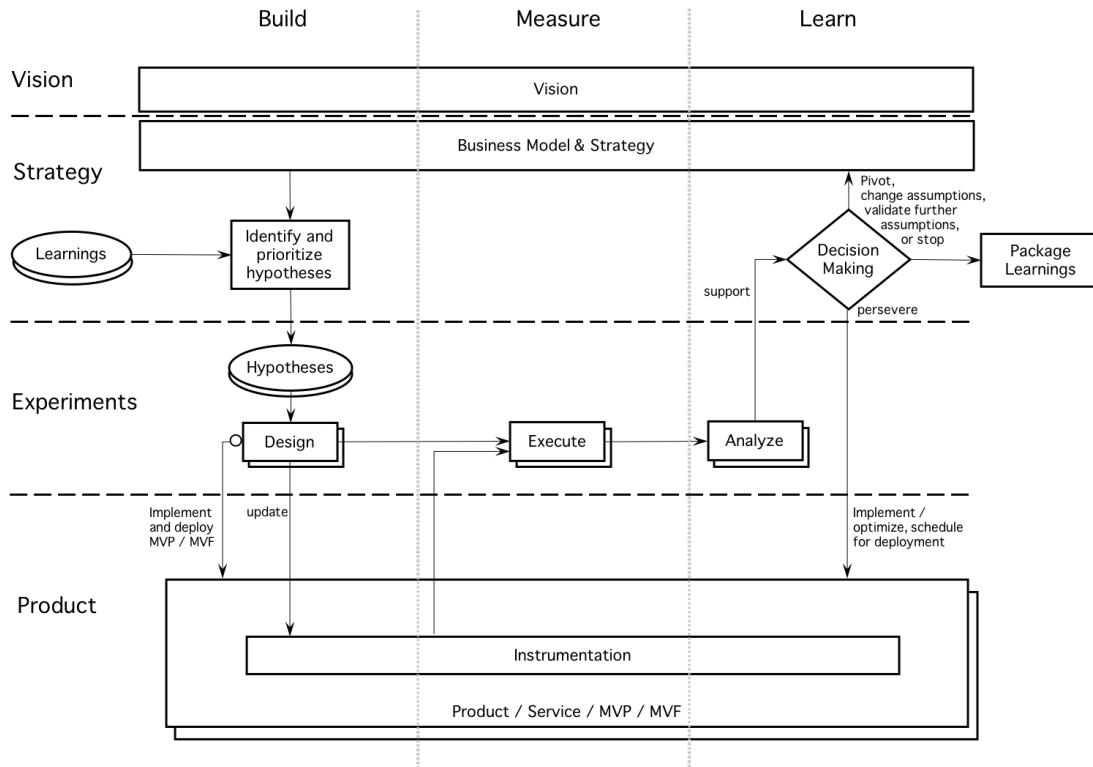 Build
Measure
Learn
Vision
Vision
Business Model & Strategy
Strategy
Pivot,
change assumptions,
validate further
assumptions,
or stop
Learnings
Identify and
prioritize
hypotheses
Decision
Making
Package
Learnings
support
persevere
Hypotheses
Experiments
Design
Execute
Analyze
Implement
and deploy
MVP / MVF
update
Implement /
optimize, schedule
for deployment
Product
Instrumentation
Product / Service / MVP / MVF